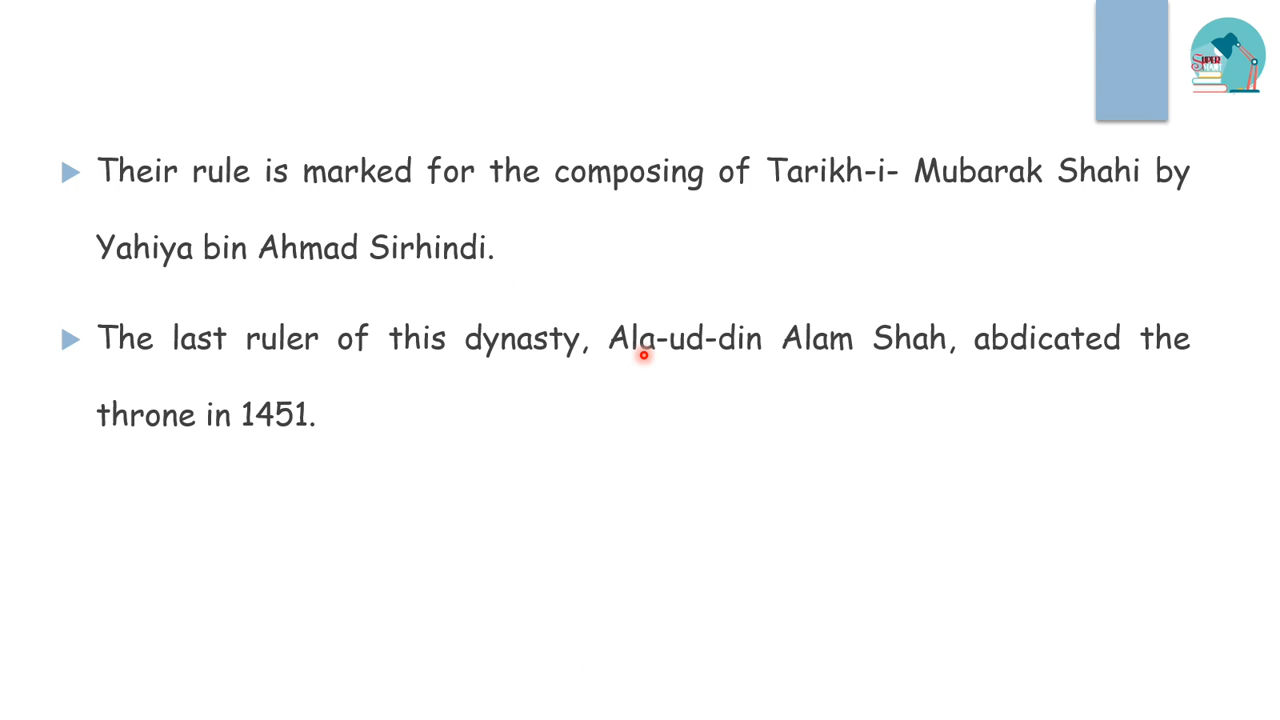 SUPER
Their rule is marked for the composing of Tarikh-i- Mubarak Shahi by
Yahiya bin Ahmad Sirhindi.
The last ruler of this dynasty, Ala-ud-din Alam Shah, abdicated the
throne in 1451.